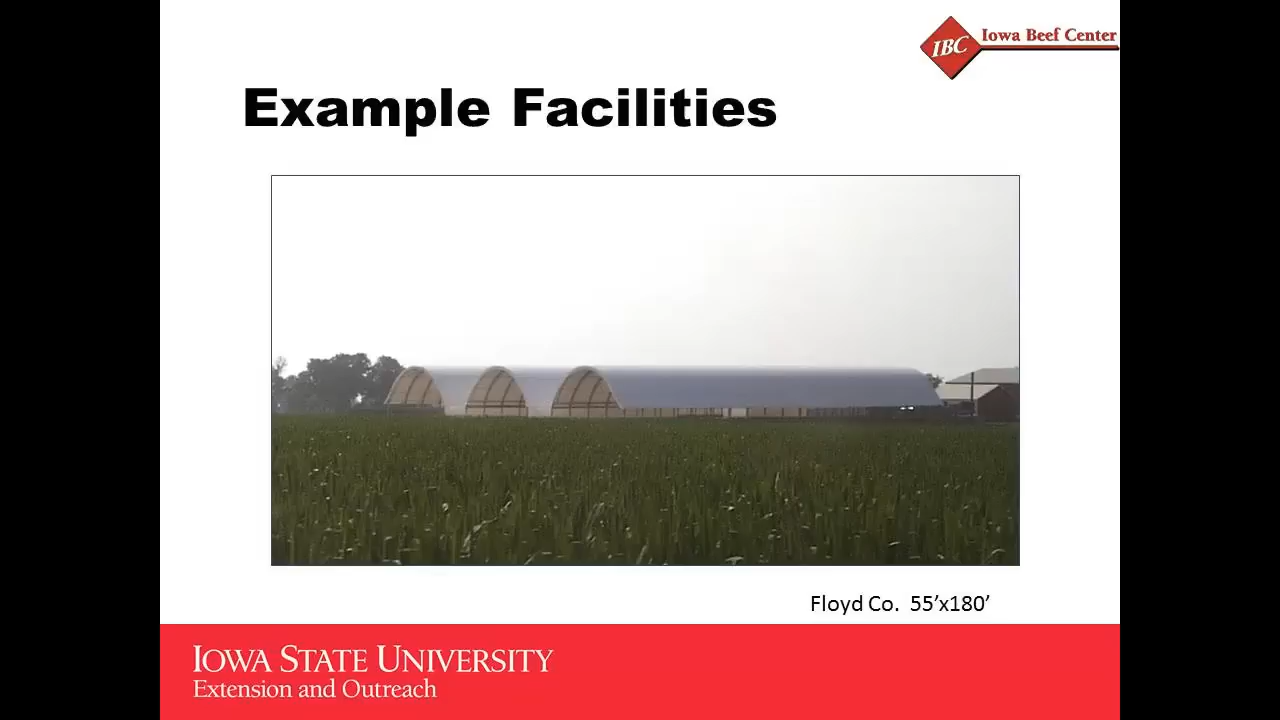 IBC Iowa Beef Center
Example Facilities
Floyd Co. 55’x180’
IOWA STATE UNIVERSITY
Extension and Outreach